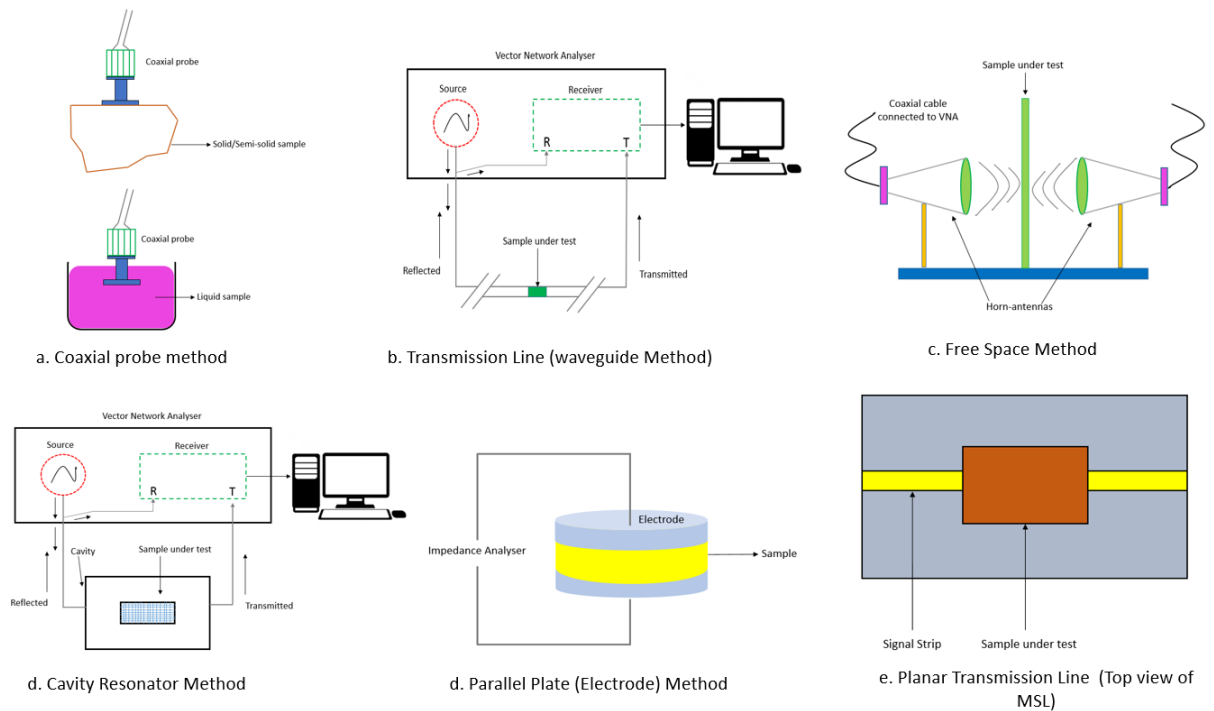 Coaxial probe
Solid/Semi-solid sample
Coaxial probe
Liquid sample
a. Coaxial probe method
Vector Network Analyser
Source
Receiver
R
T
Sample under test
Reflected
Transmitted
b. Transmission Line (waveguide Method)
Sample under test
Coaxial cable
connected to VNA
Horn-antennas
c. Free Space Method
Vector Network Analyser
Source
Receiver
R
T
Cavity
Sample under test
Reflected
Transmitted
d. Cavity Resonator Method
Electrode
Impedance Analyser
Sample
d. Parallel Plate (Electrode) Method
Signal Strip
Sample under test
e. Planar Transmission Line (Top view of
MSL)